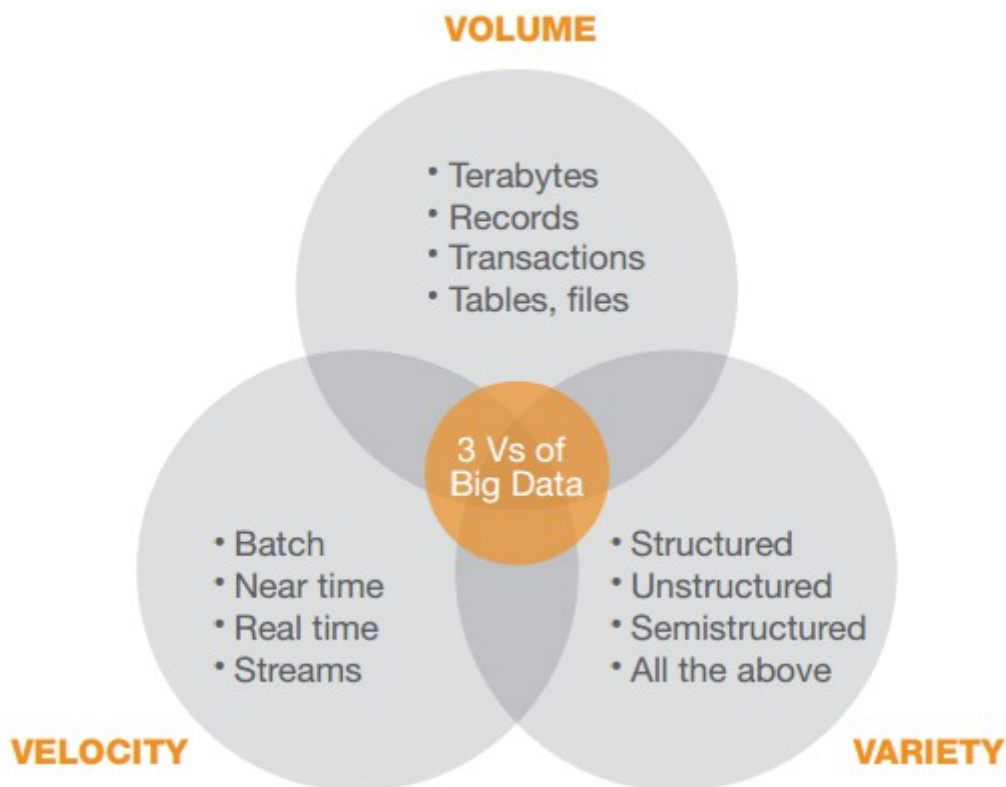 VOLUME
• Terabytes
• Records
• Transactions
• Tables, files
3 Vs of
Big Data
• Batch
• Near time
• Real time
• Streams
• Structured
• Unstructured
• Semistructured
• All the above
VELOCITY
VARIETY